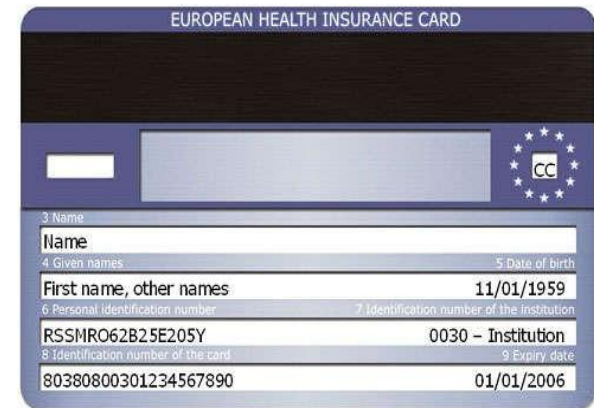 EUROPEAN HEALTH INSURANCE CARD
CC
3 Name
Name
4 Given names 5 Date of birth
First name, other names 11/01/1959
6 Personal identification number 7 Identification number of the institution
RSSMRO62B25E205Y 0030 – Institution
8 Identification number of the card 9 Expiry date
80380800301234567890 01/01/2006